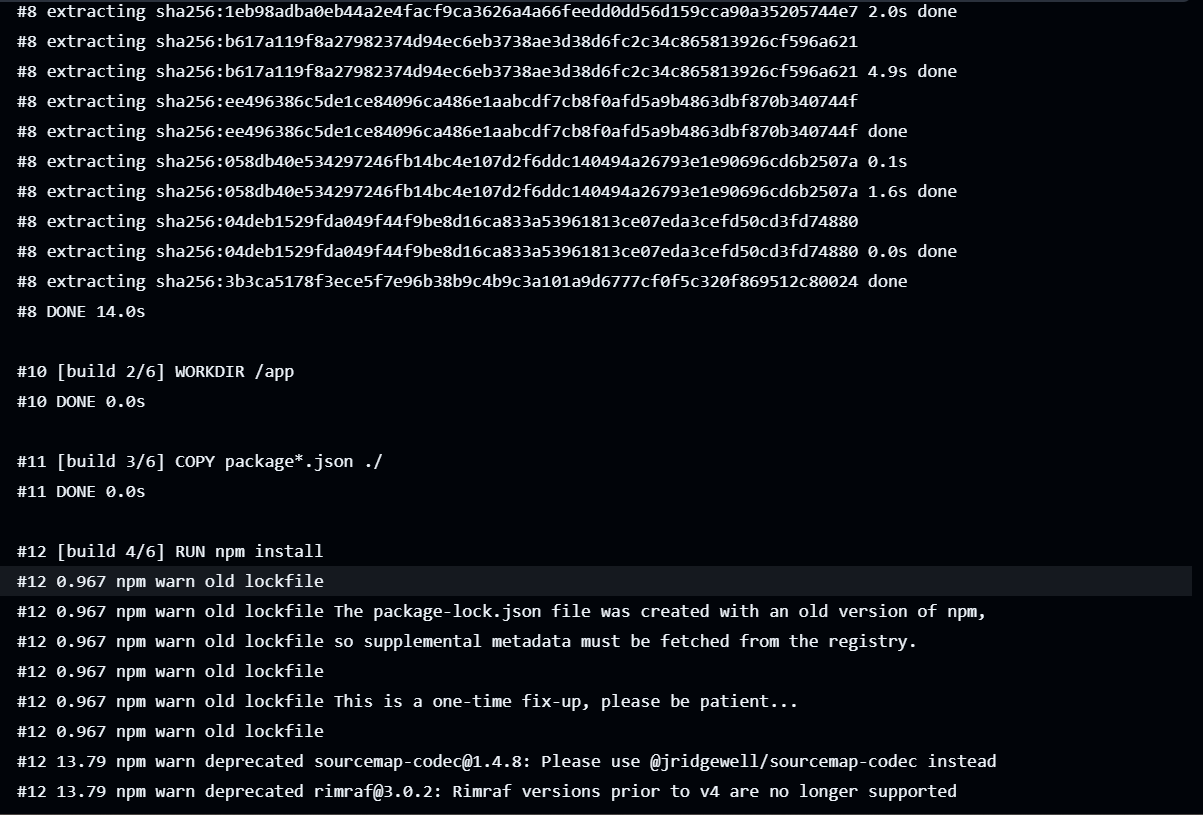 #8 extracting sha256:1eb98adba0eb44a2e4facf9ca3626a4a66feedd0dd56d159cca90a35205744e7 2.0s done
#8 extracting sha256:b617a119f8a27982374d94ec6eb3738ae3d38d6fc2c34c865813926cf596a621
#8 extracting sha256:b617a119f8a27982374d94ec6eb3738ae3d38d6fc2c34c865813926cf596a621 4.9s done
#8 extracting sha256:ee496386c5de1ce84096ca486e1aabcdf7cb8f0afd5a9b4863dbf870b340744f
#8 extracting sha256:ee496386c5de1ce84096ca486e1aabcdf7cb8f0afd5a9b4863dbf870b340744f done
#8 extracting sha256:058db40e534297246fb14bc4e107d2f6ddc140494a26793e1e90696cd6b2507a 0.1s
#8 extracting sha256:058db40e534297246fb14bc4e107d2f6ddc140494a26793e1e90696cd6b2507a 1.6s done
#8 extracting sha256:04deb1529fda049f44f9be8d16ca833a53961813ce07eda3cefd50cd3fd74880
#8 extracting sha256:04deb1529fda049f44f9be8d16ca833a53961813ce07eda3cefd50cd3fd74880 0.0s done
#8 extracting sha256:3b3ca5178f3ece5f7e96b38b9c4b9c3a101a9d6777cf0f5c320f869512c80024 done
#8 DONE 14.0s
#10 [build 2/6] WORKDIR /app
#10 DONE 0.0s
#11 [build 3/6] COPY package*.json ./
#11 DONE 0.0s
#12 [build 4/6] RUN npm install
#12 0.967 npm warn old lockfile
#12 0.967 npm warn old lockfile The package-lock.json file was created with an old version of npm,
#12 0.967 npm warn old lockfile so supplemental metadata must be fetched from the registry.
#12 0.967 npm warn old lockfile
#12 0.967 npm warn old lockfile This is a one-time fix-up, please be patient...
#12 0.967 npm warn old lockfile
#12 13.79 npm warn deprecated sourcemap-codec@1.4.8: Please use @jridgewell/sourcemap-codec instead
#12 13.79 npm warn deprecated rimraf@3.0.2: Rimraf versions prior to v4 are no longer supported